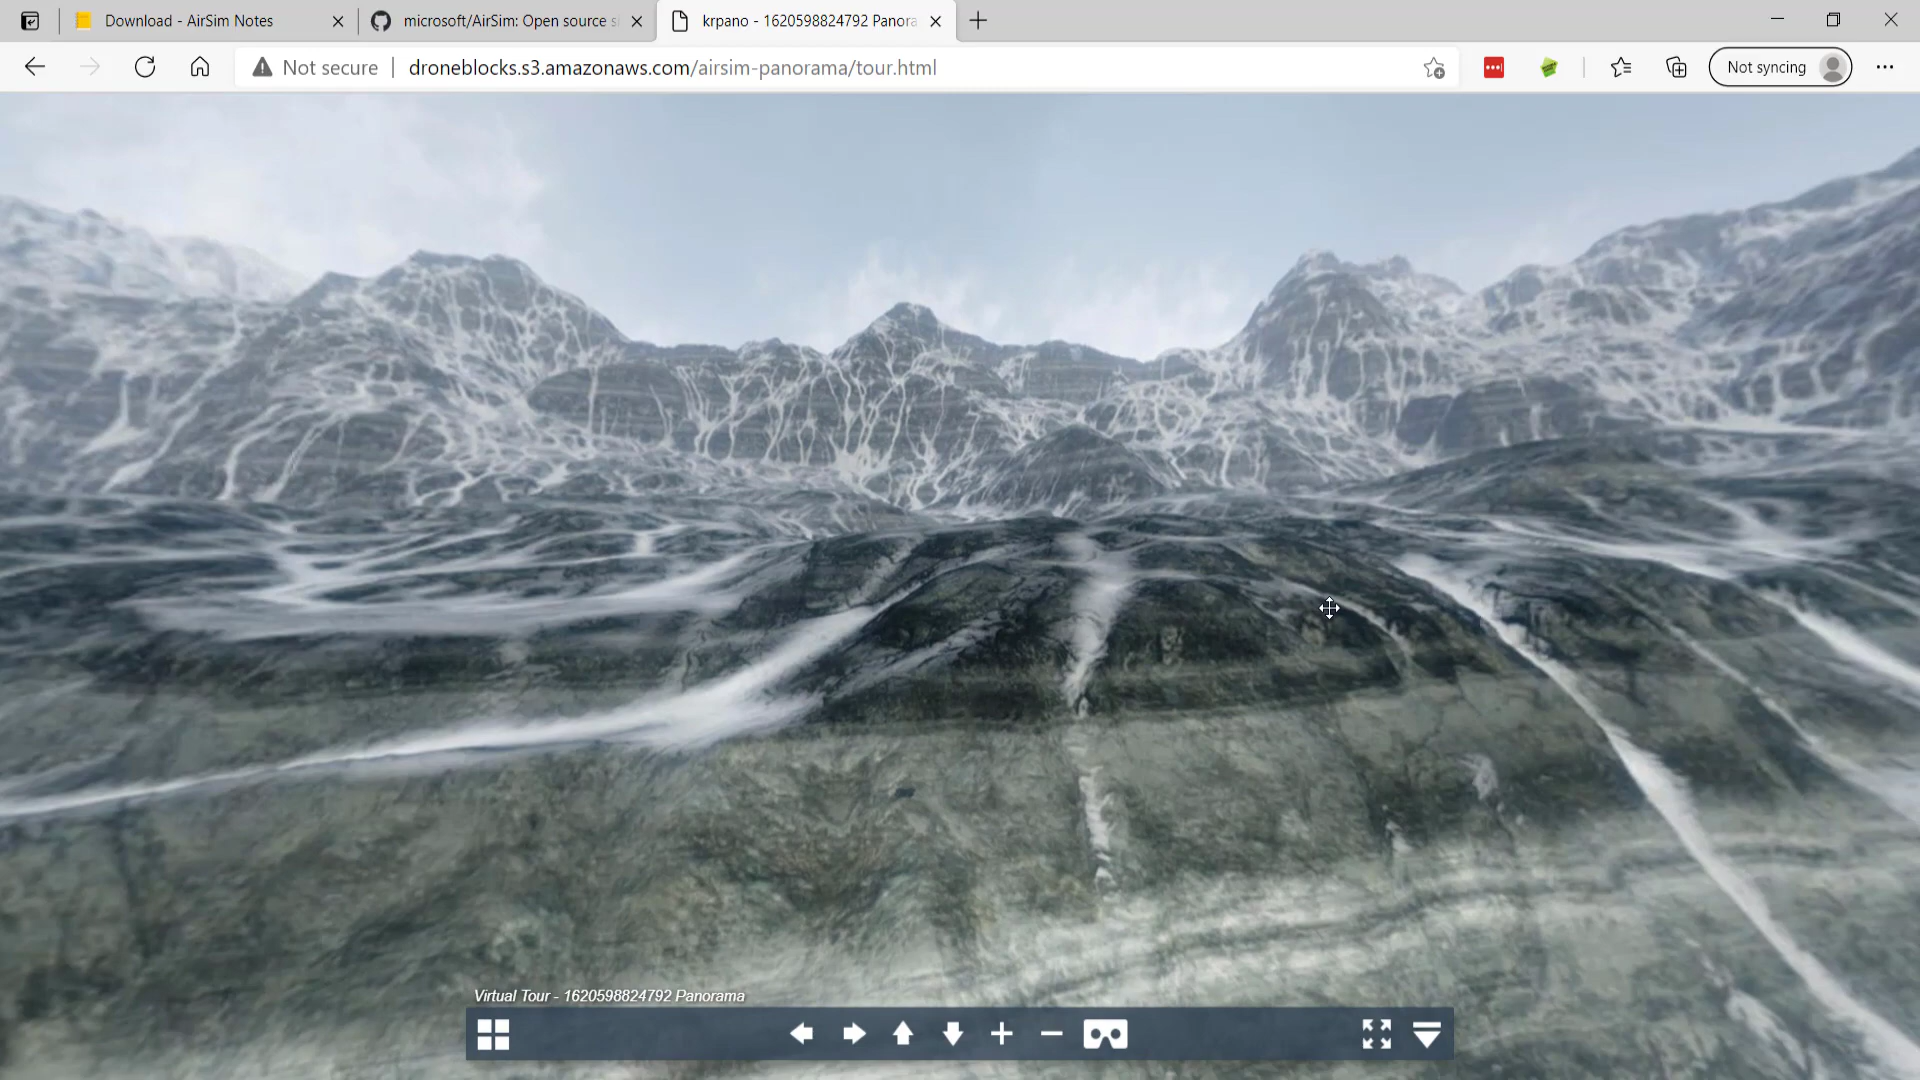 Download - AirSim Notes
microsoft/AirSim: Open source si
krpano - 1620598824792 Panora
Not secure
droneblocks.s3.amazonaws.com/airsim-panorama/tour.html
Not syncing
Virtual Tour - 1620598824792 Panorama